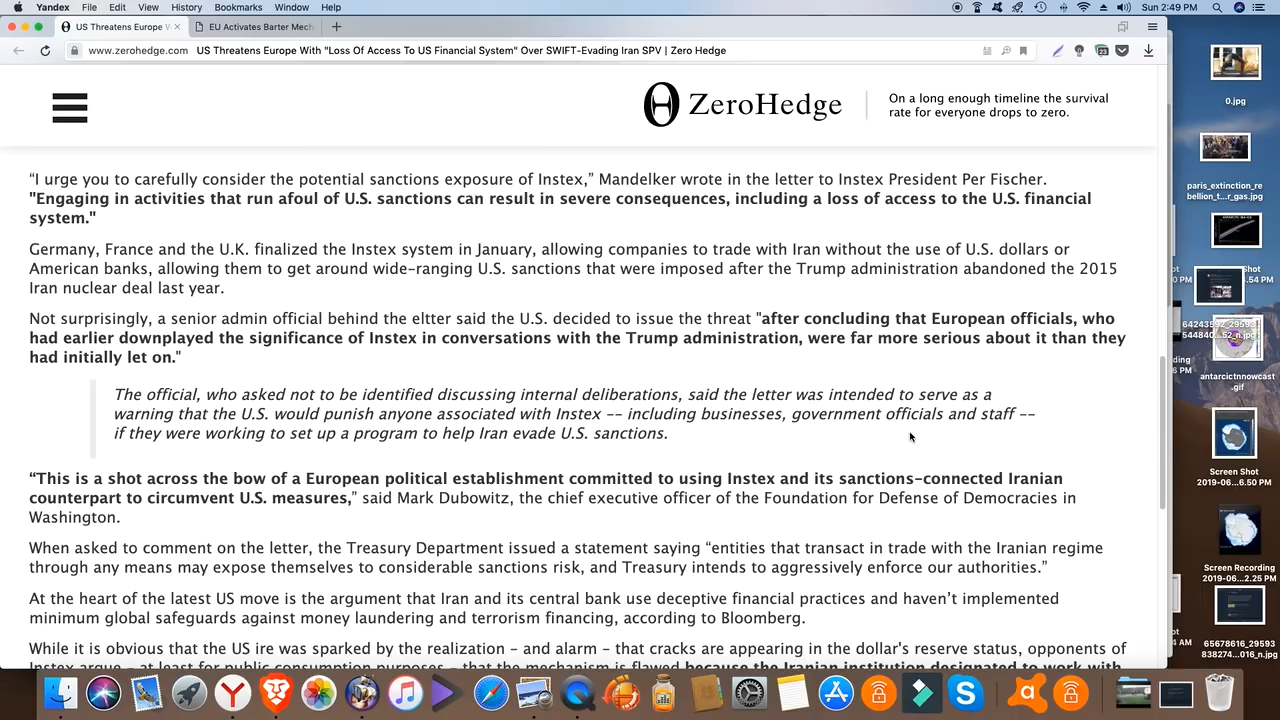 Yandex File Edit View History Bookmarks Window Help Sun 2:49 PM
US Threatens Europe W EU Activates Barter Mech
www.zerohedge.com US Threatens Europe With "Loss Of Access To US Financial System" Over SWIFT-Evading Iran SPV | Zero Hedge
23
ZeroHedge
On a long enough timeline the survival
rate for everyone drops to zero.
“I urge you to carefully consider the potential sanctions exposure of Instex,” Mandelker wrote in the letter to Instex President Per Fischer.
"Engaging in activities that run afoul of U.S. sanctions can result in severe consequences, including a loss of access to the U.S. financial
system."
Germany, France and the U.K. finalized the Instex system in January, allowing companies to trade with Iran without the use of U.S. dollars or
American banks, allowing them to get around wide-ranging U.S. sanctions that were imposed after the Trump administration abandoned the 2015
Iran nuclear deal last year.
Not surprisingly, a senior admin official behind the eltter said the U.S. decided to issue the threat "after concluding that European officials, who
had earlier downplayed the significance of Instex in conversations with the Trump administration, were far more serious about it than they
had initially let on."
The official, who asked not to be identified discussing internal deliberations, said the letter was intended to serve as a
warning that the U.S. would punish anyone associated with Instex -- including businesses, government officials and staff --
if they were working to set up a program to help Iran evade U.S. sanctions.
“This is a shot across the bow of a European political establishment committed to using Instex and its sanctions-connected Iranian
counterpart to circumvent U.S. measures,” said Mark Dubowitz, the chief executive officer of the Foundation for Defense of Democracies in
Washington.
When asked to comment on the letter, the Treasury Department issued a statement saying “entities that transact in trade with the Iranian regime
through any means may expose themselves to considerable sanctions risk, and Treasury intends to aggressively enforce our authorities.”
At the heart of the latest US move is the argument that Iran and its central bank use deceptive financial practices and haven’t implemented
minimum global safeguards against money laundering and terrorism financing, according to Bloomberg.
While it is obvious that the US ire was sparked by the realization – and alarm – that cracks are appearing in the dollar's reserve status, opponents of
Instex argue – at least for public consumption purposes – that the mechanism is flawed because the Iranian institution designated to work with
0.jpg
paris_extinction_re
bellion_t...r_gas.jpg
Shot
1.54 PM
antarcictnnowcast
.gif
Screen Shot
2019-06...6.50 PM
Screen Recording
2019-06...2.25 PM
65678616_29593
838274...016_n.jpg